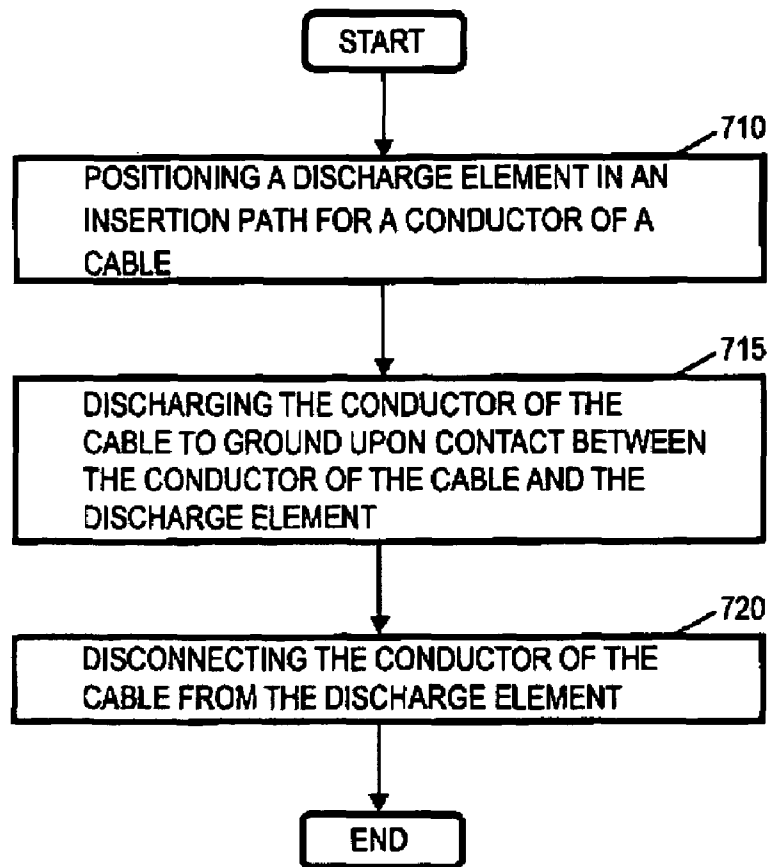 START
710
POSITIONING A DISCHARGE ELEMENT IN AN
INSERTION PATH FOR A CONDUCTOR OF A
CABLE
715
DISCHARGING THE CONDUCTOR OF THE
CABLE TO GROUND UPON CONTACT BETWEEN
THE CONDUCTOR OF THE CABLE AND THE
DISCHARGE ELEMENT
720
DISCONNECTING THE CONDUCTOR OF THE
CABLE FROM THE DISCHARGE ELEMENT
END